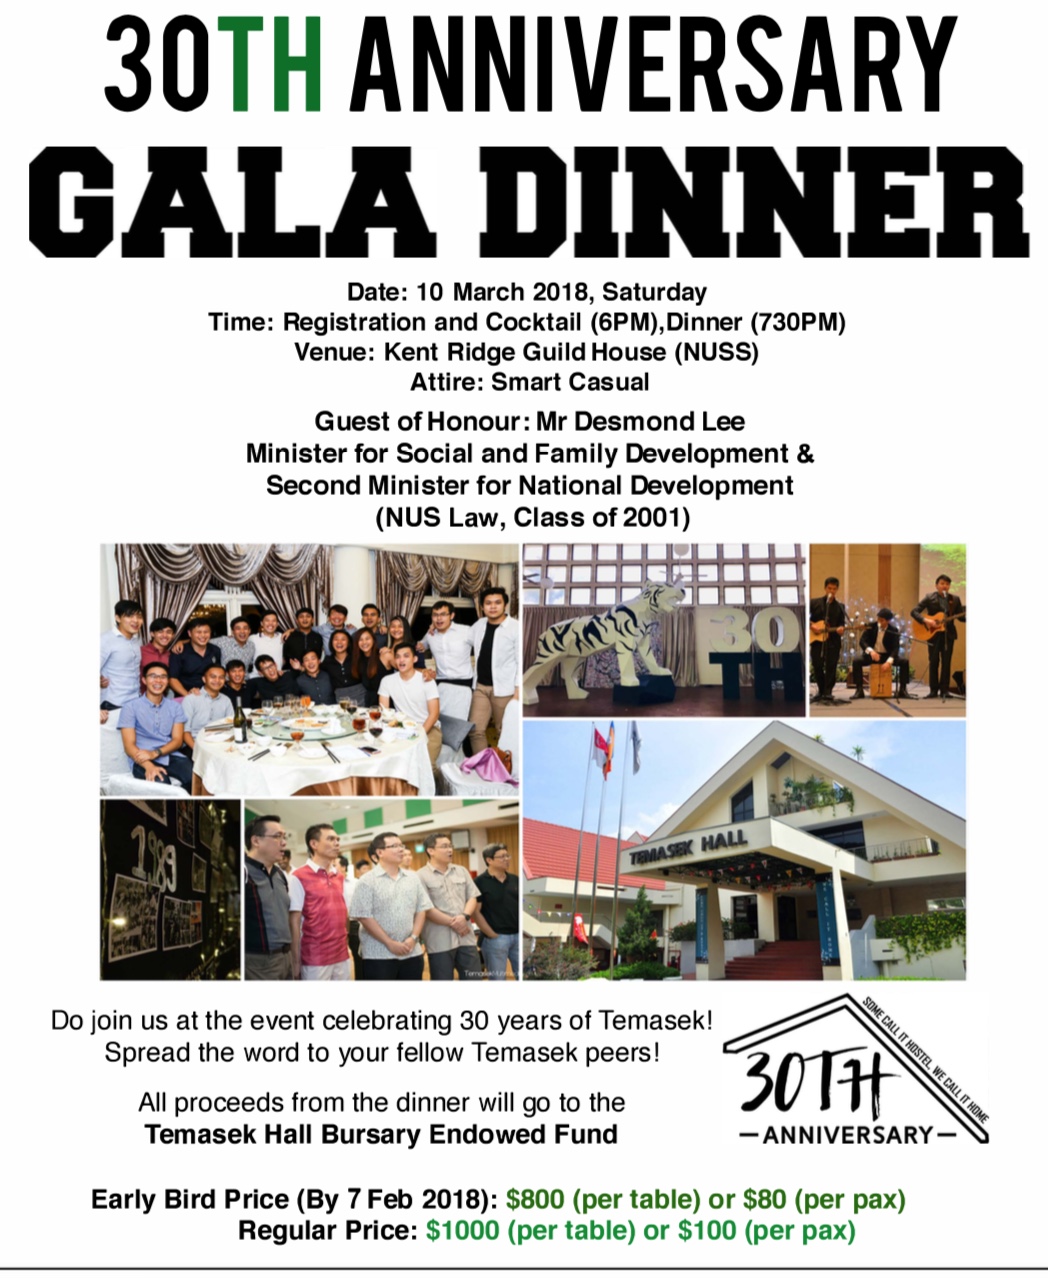 30TH ANNIVERSARY
GALA DINNER
Date: 10 March 2018, Saturday
Time: Registration and Cocktail (6PM),Dinner (730PM)
Venue: Kent Ridge Guild House (NUSS)
Attire: Smart Casual
Guest of Honour: Mr Desmond Lee
Minister for Social and Family Development &
Second Minister for National Development
(NUS Law, Class of 2001)
30
TH
1989
TEMASEK HALL
Do join us at the event celebrating 30 years of Temasek!
Spread the word to your fellow Temasek peers!
All proceeds from the dinner will go to the
Temasek Hall Bursary Endowed Fund
SOME CALL IT HOSTEL, WE CALL IT HOME
30TH
ANNIVERSARY
Early Bird Price (By 7 Feb 2018): $800 (per table) or $80 (per pax)
Regular Price: $1000 (per table) or $100 (per pax)